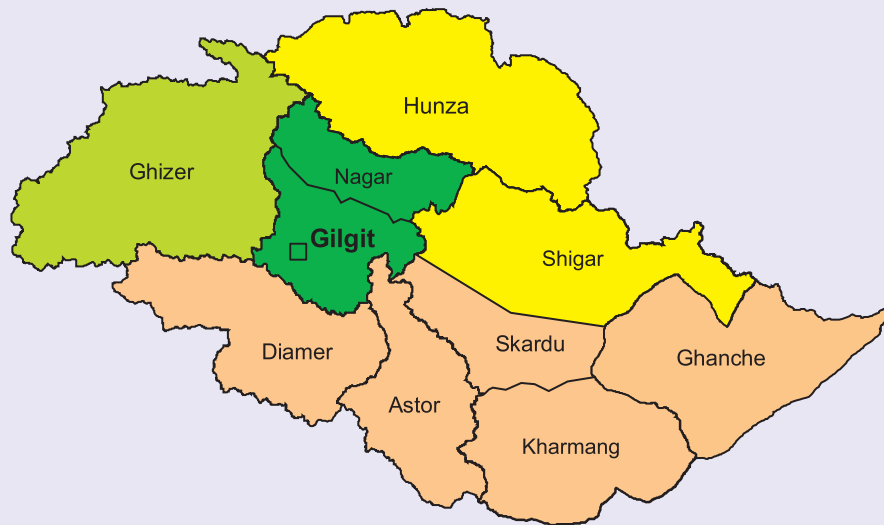 Hunza
Ghizer
Nagar
Gilgit
Shigar
Skardu
Diamer
Ghanche
Astor
Kharmang